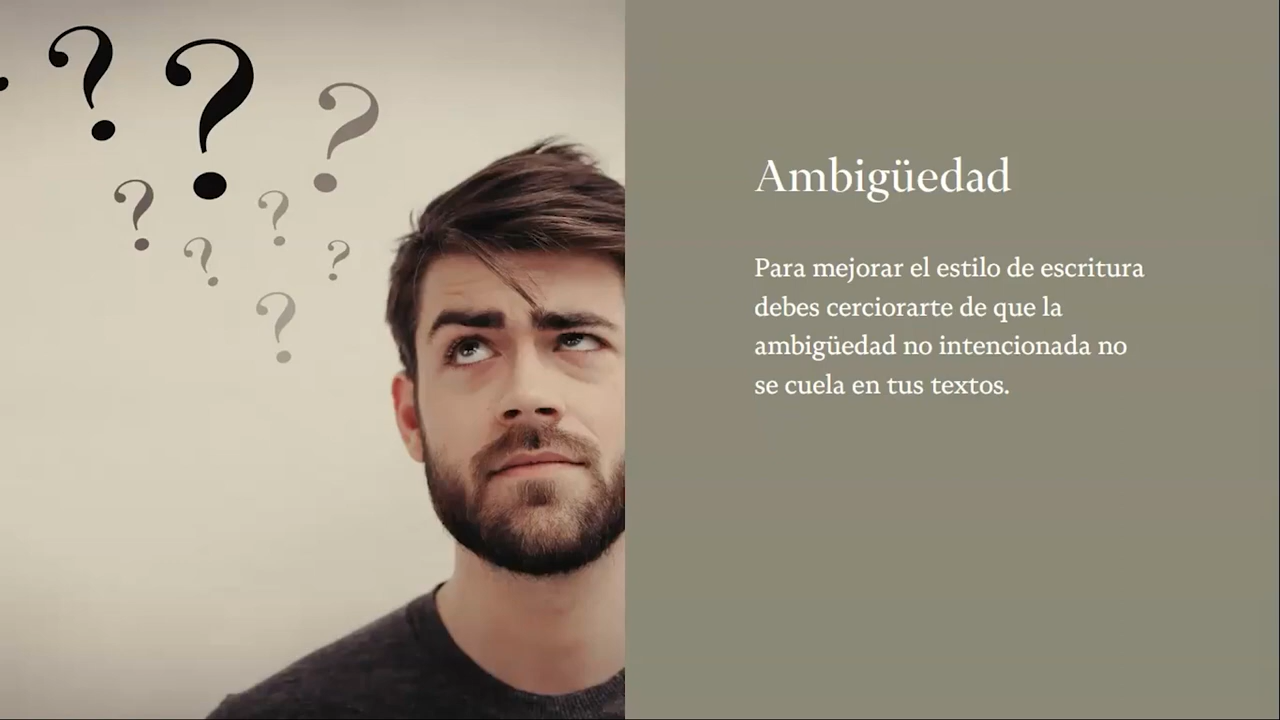 Ambigüedad
Para mejorar el estilo de escritura
debes cerciorarte de que la
ambigüedad no intencionada no
se cuela en tus textos.